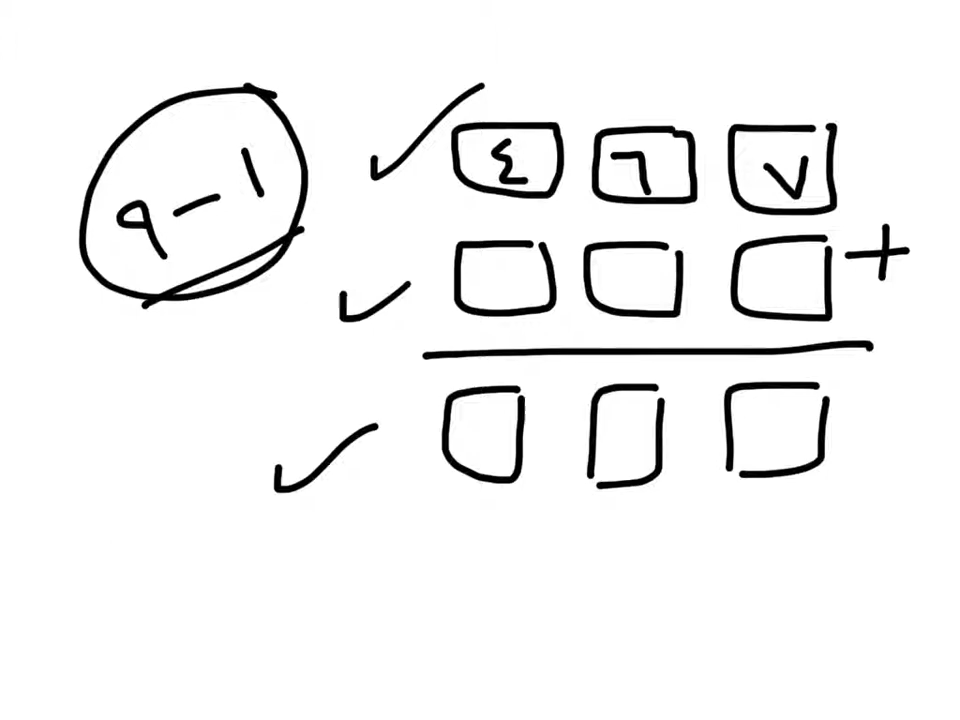 ٩ - ١
٤ ٦ ٧
+